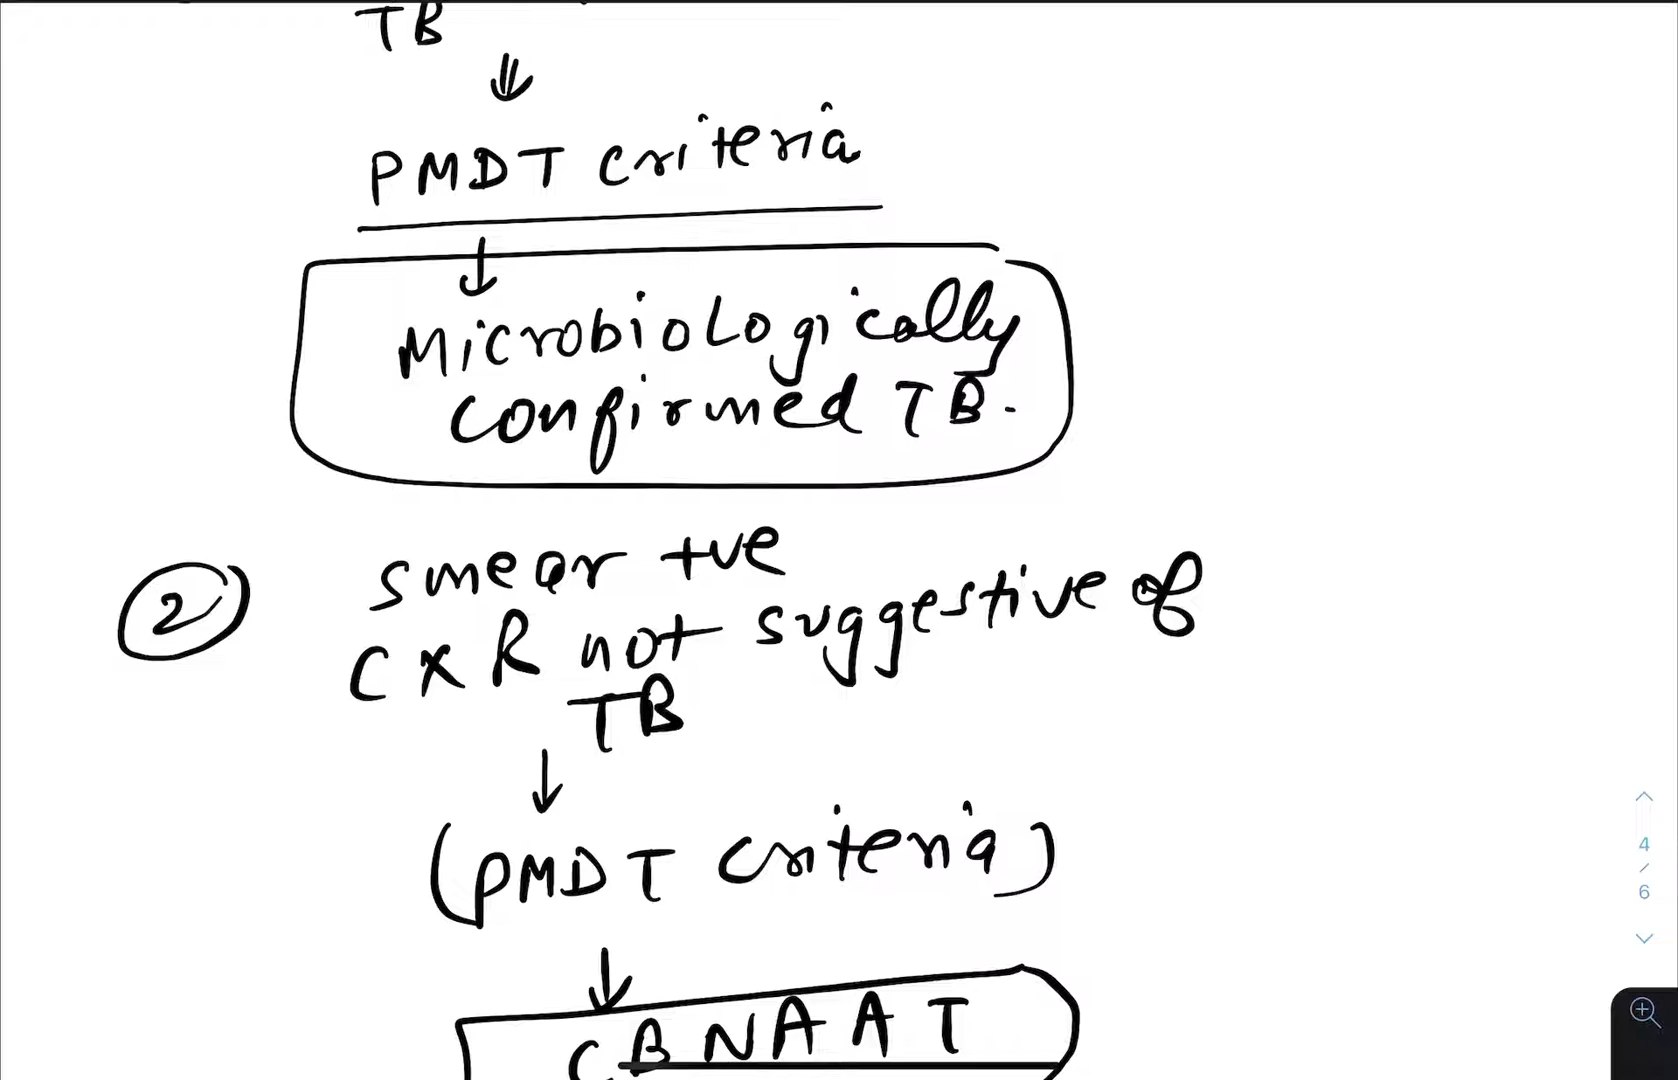 TB
PMDT criteria
Microbiologically
confirmed TB.
2
smear +ve
CXR not suggestive of
TB
(PMDT criteria)
CBNAAT
4
/
6